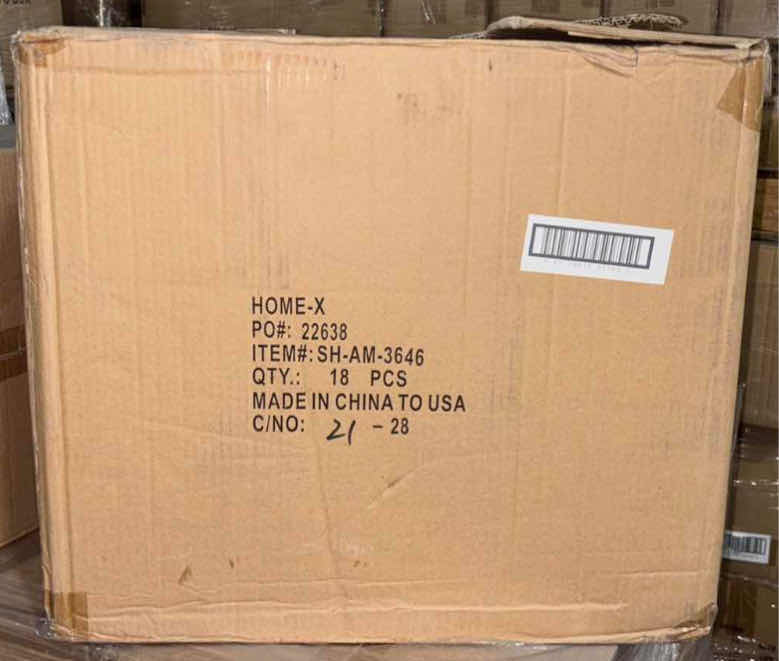 HOME-X
PO#: 22638
ITEM#: SH-AM-3646
QTY.: 18 PCS
MADE IN CHINA TO USA
C/NO: 21 - 28